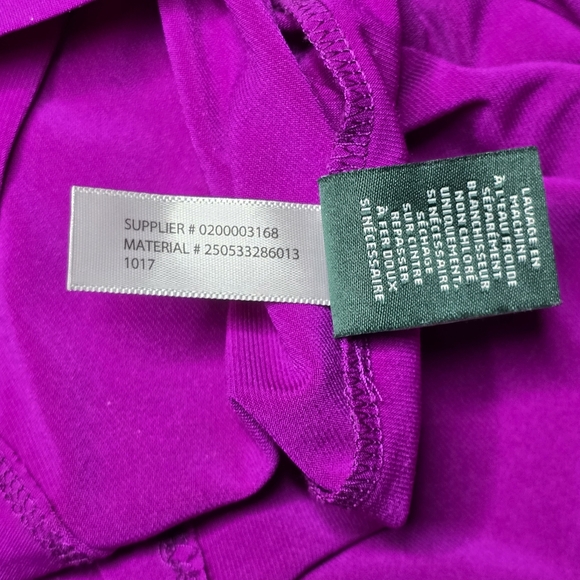 SUPPLIER # 0200003168
MATERIAL # 250533286013
1017
LAVAGE EN
MACHINE
À L'EAU FROIDE
SÉPARÉMENT
BLANCHISSEUR
NON CHLORÉ
UNIQUEMENT,
SI NÉCESSAIRE
SÉCHAGE
SUR CINTRE
REPASSER
À FER DOUX
SI NÉCESSAIRE